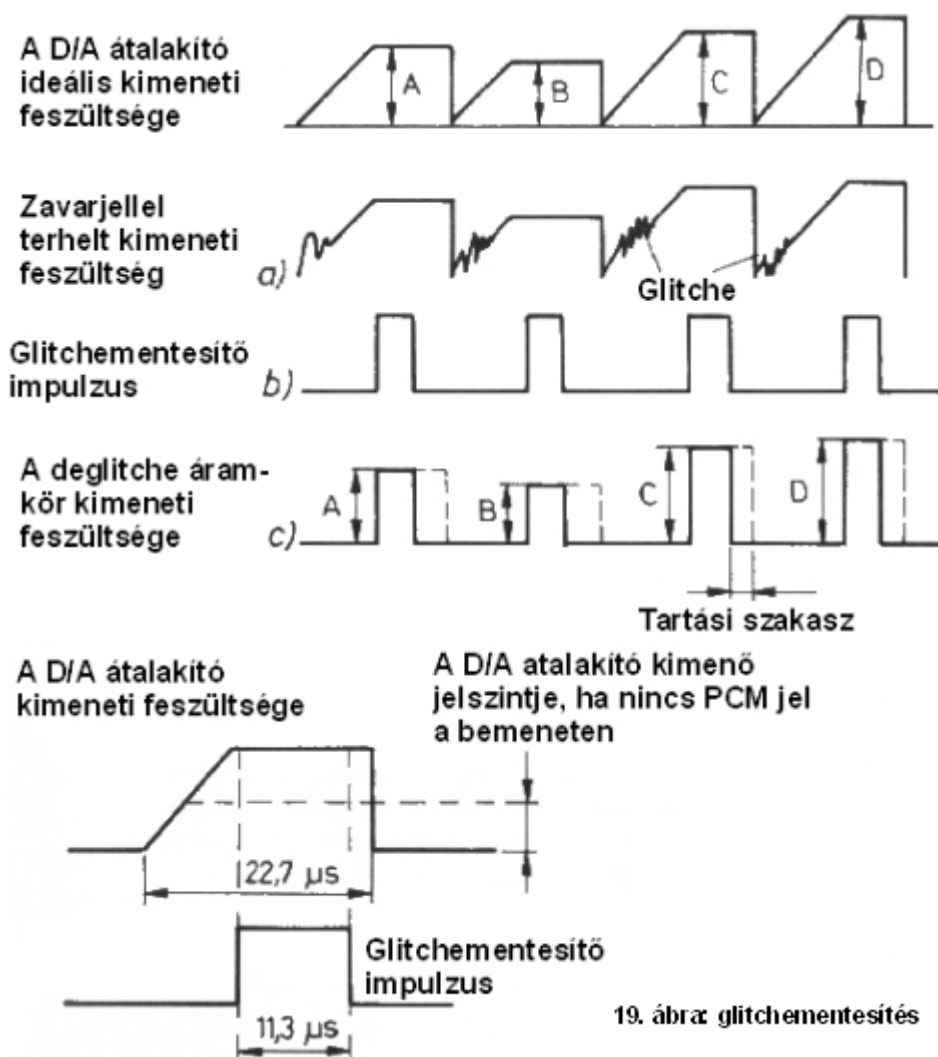 A D/A átalakító
ideális kimeneti
feszültsége
A
B
C
D
Zavarjellel
terhelt kimeneti
feszültség
a)
Glitche
Glitchementesítő
impulzus
b)
A deglitche áram-
kör kimeneti
feszültsége
c)
A
B
C
D
Tartási szakasz
A D/A átalakító
kimeneti feszültsége
A D/A atalakító kimenő
jelszintje, ha nincs PCM jel
a bemeneten
22,7 µs
Glitchementesítő
impulzus
11,3 µs
19. ábra: glitchementesítés